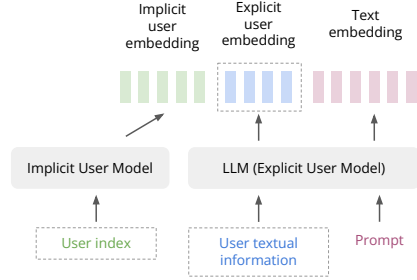 Implicit
user
embedding
Explicit
user
embedding
Text
embedding
Implicit User Model
LLM (Explicit User Model)
User index
User textual
information
Prompt